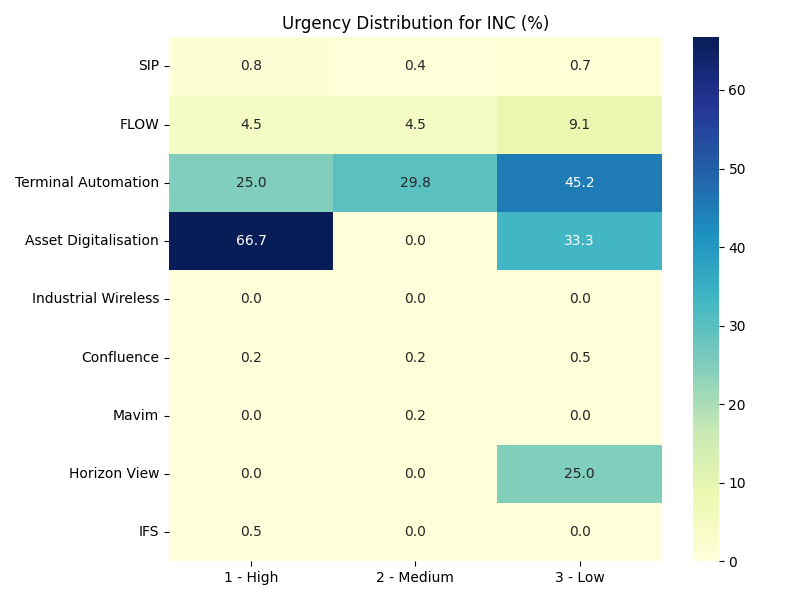 Urgency Distribution for INC (%)
SIP 0.8 0.4 0.7
FLOW 4.5 4.5 9.1
Terminal Automation 25.0 29.8 45.2
Asset Digitalisation 66.7 0.0 33.3
Industrial Wireless 0.0 0.0 0.0
Confluence 0.2 0.2 0.5
Mavim 0.0 0.2 0.0
Horizon View 0.0 0.0 25.0
IFS 0.5 0.0 0.0
1 - High 2 - Medium 3 - Low
60
50
40
30
20
10
0